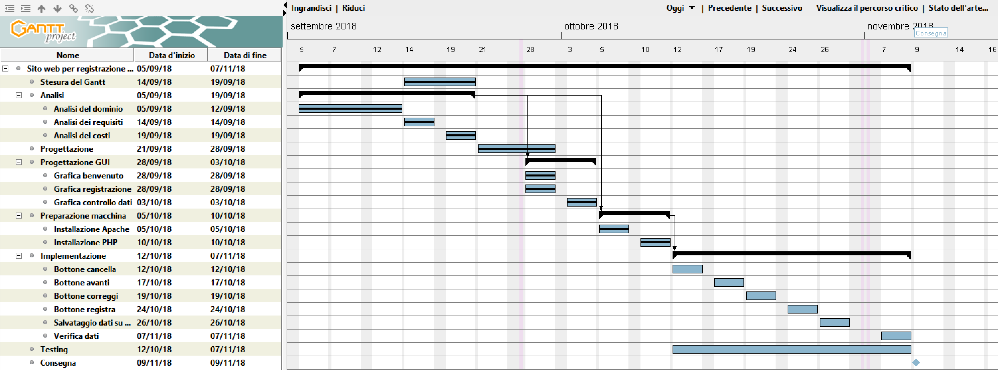 Ingrandisci | Riduci
Oggi | Precedente | Successivo Visualizza il percorso critico | Stato dell'arte...
GANTT
project
settembre 2018 ottobre 2018 novembre 2018
Consegna
5 7 12 14 19 21 28 3 5 10 12 17 19 24 26 7 9 14 16
Nome Data d'inizio Data di fine
Sito web per registrazione ... 05/09/18 07/11/18
Stesura del Gantt 14/09/18 19/09/18
Analisi 05/09/18 19/09/18
Analisi del dominio 05/09/18 12/09/18
Analisi dei requisiti 14/09/18 14/09/18
Analisi dei costi 19/09/18 19/09/18
Progettazione 21/09/18 28/09/18
Progettazione GUI 28/09/18 03/10/18
Grafica benvenuto 28/09/18 28/09/18
Grafica registrazione 28/09/18 28/09/18
Grafica controllo dati 03/10/18 03/10/18
Preparazione macchina 05/10/18 10/10/18
Installazione Apache 05/10/18 05/10/18
Installazione PHP 10/10/18 10/10/18
Implementazione 12/10/18 07/11/18
Bottone cancella 12/10/18 12/10/18
Bottone avanti 17/10/18 17/10/18
Bottone correggi 19/10/18 19/10/18
Bottone registra 24/10/18 24/10/18
Salvataggio dati su ... 26/10/18 26/10/18
Verifica dati 07/11/18 07/11/18
Testing 12/10/18 07/11/18
Consegna 09/11/18 09/11/18